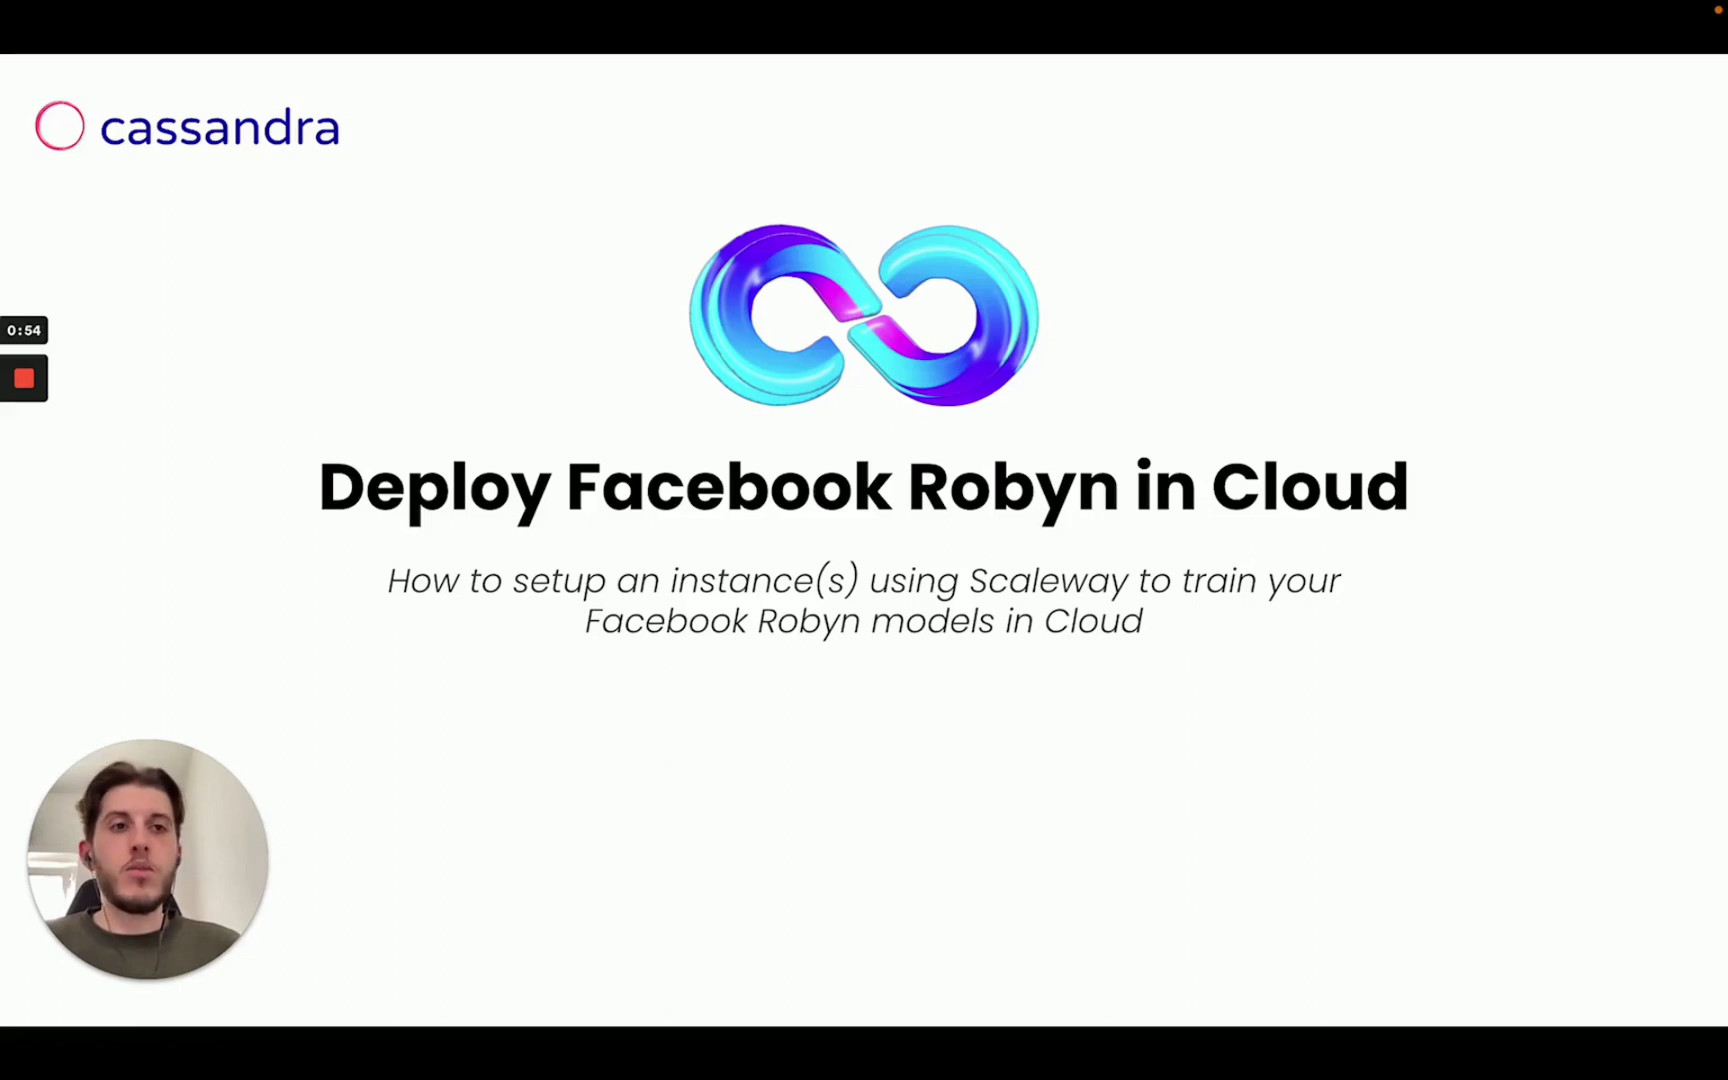 cassandra
0:54
Deploy Facebook Robyn in Cloud
How to setup an instance(s) using Scaleway to train your
Facebook Robyn models in Cloud